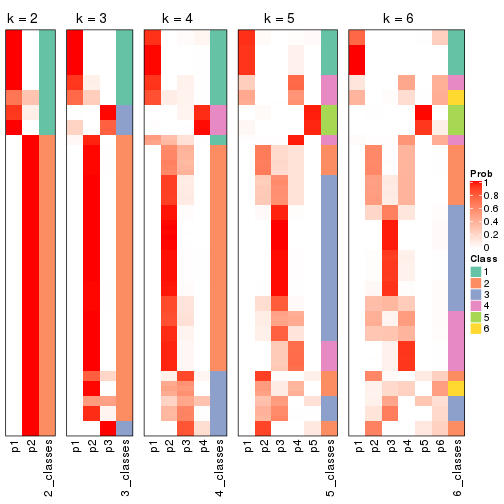 k = 2
k = 3
k = 4
k = 5
k = 6
p1
p2
2_classes
p1
p2
p3
3_classes
p1
p2
p3
p4
4_classes
p1
p2
p3
p4
p5
5_classes
p1
p2
p3
p4
p5
p6
6_classes
Prob
1
0.8
0.6
0.4
0.2
0
Class
1
2
3
4
5
6